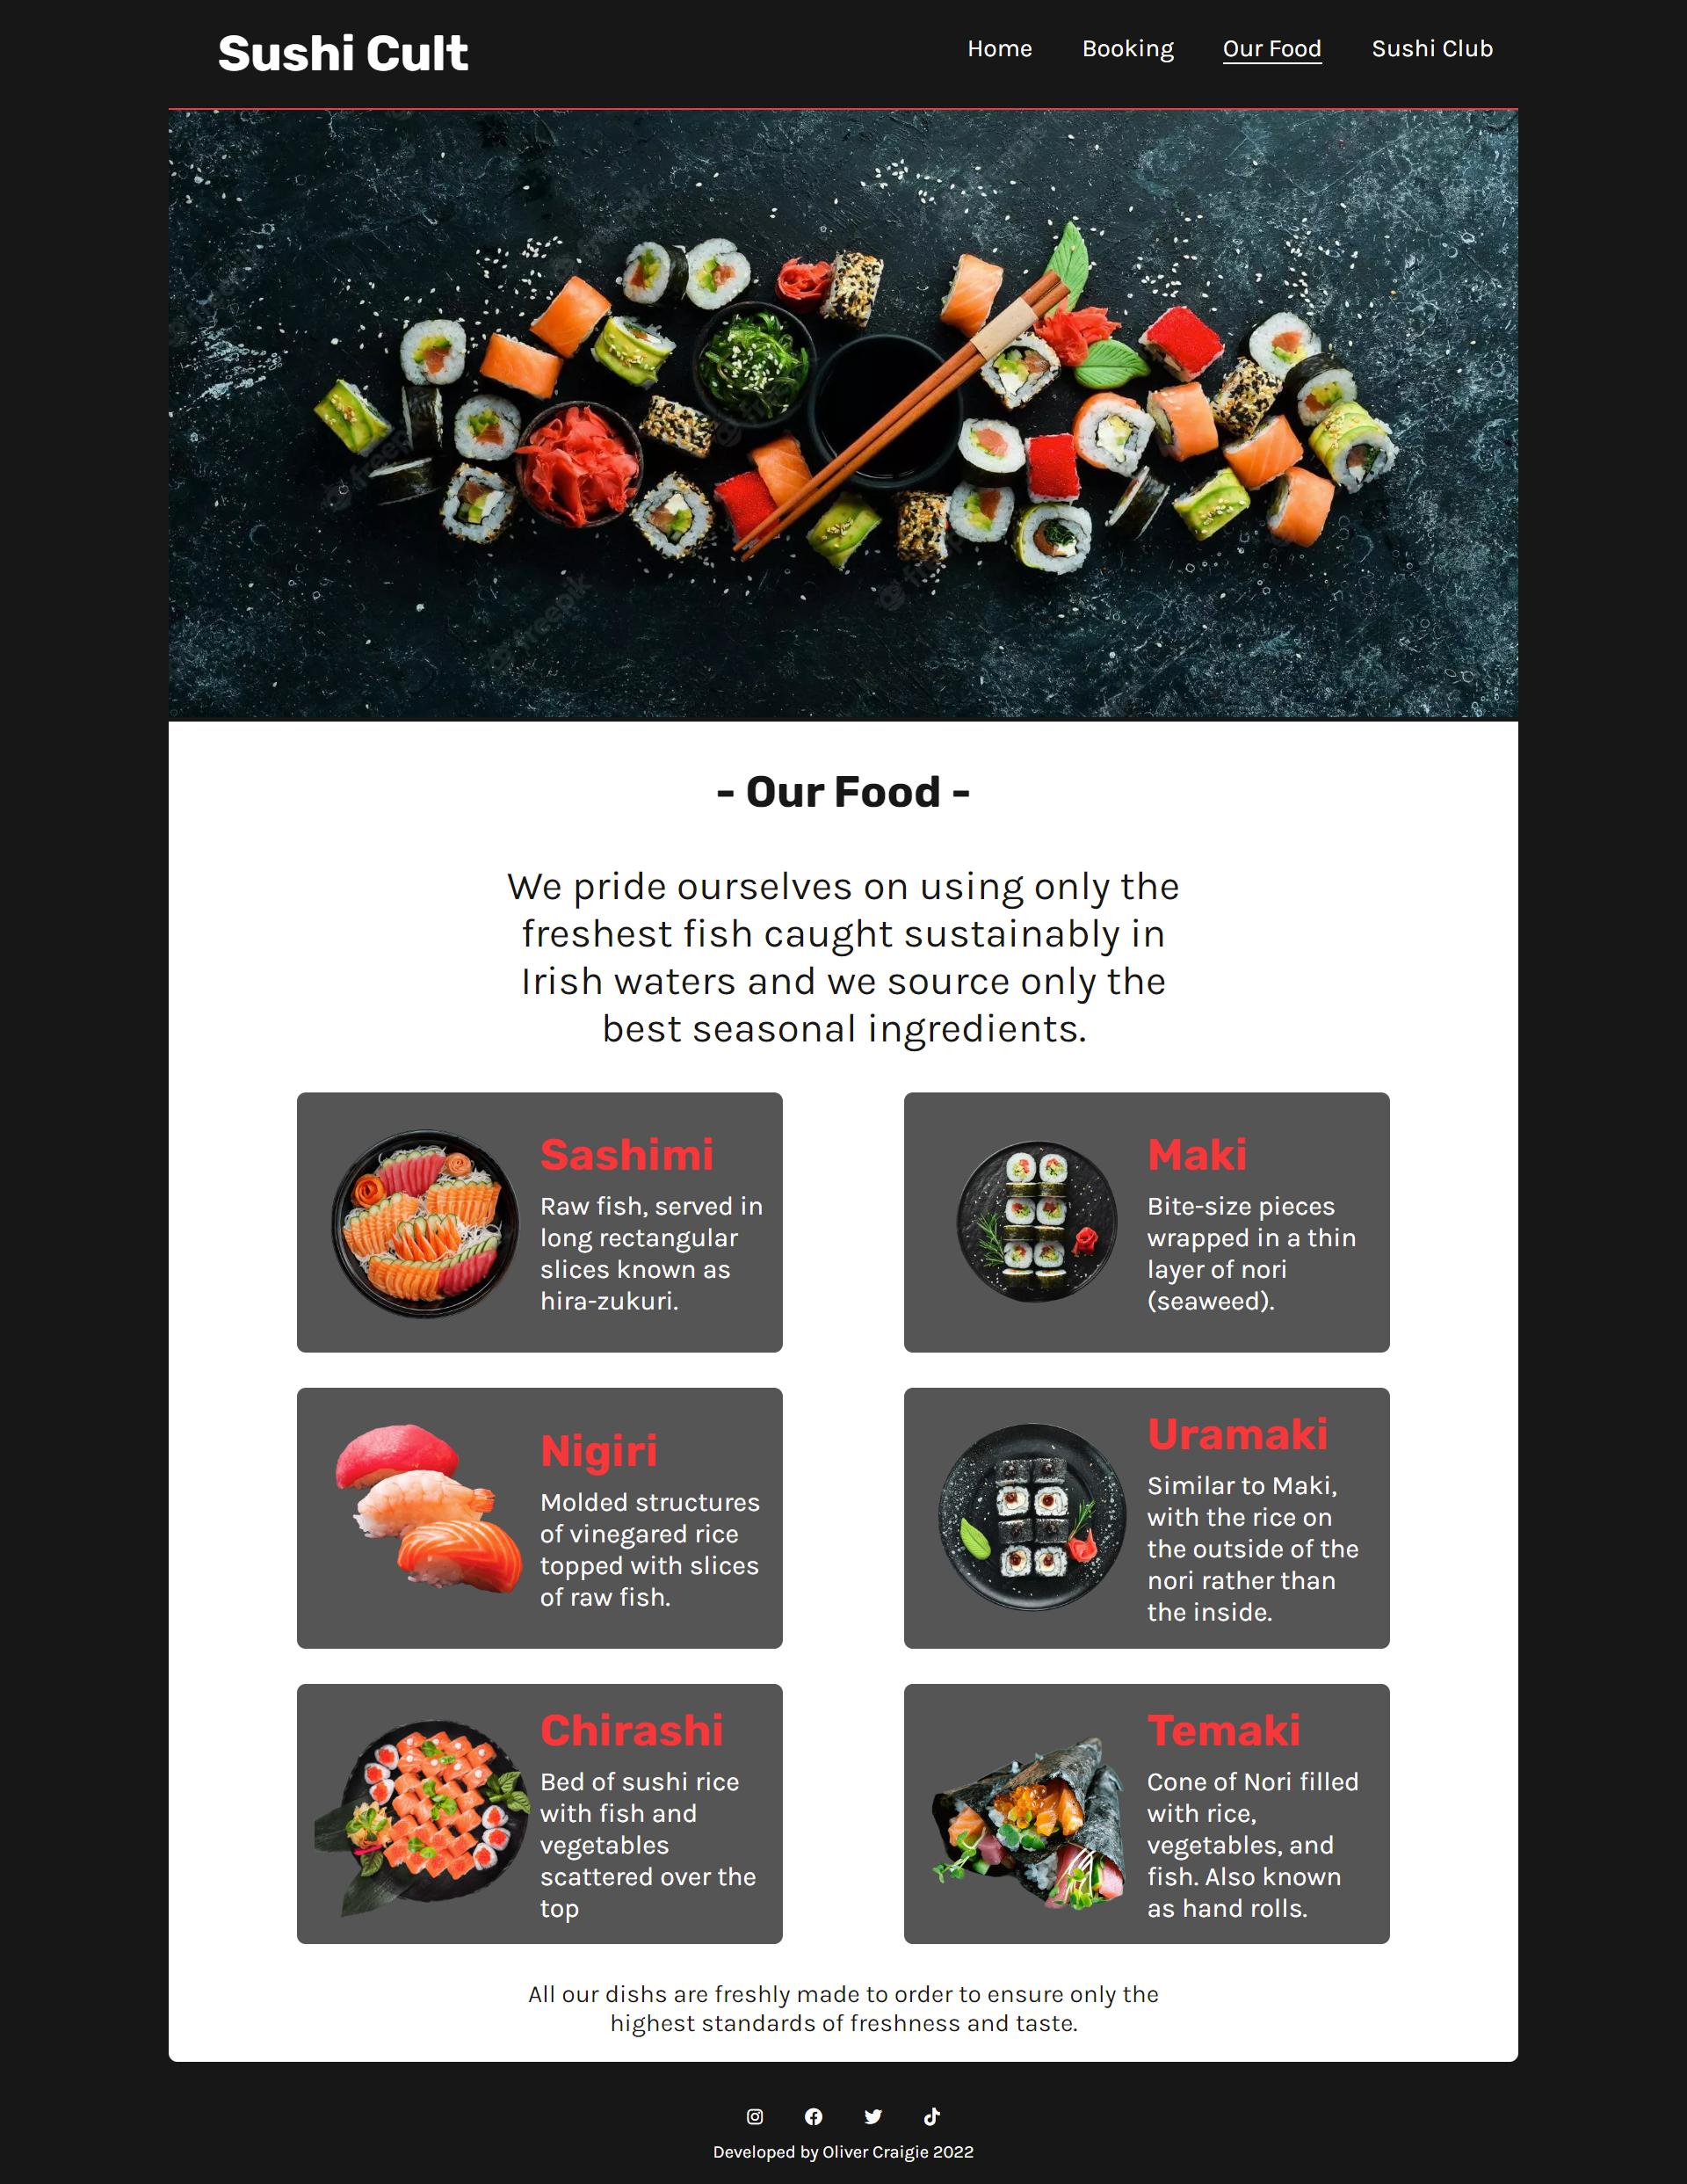 Sushi Cult
Home Booking Our Food Sushi Club
freepik
freepik
- Our Food -
We pride ourselves on using only the
freshest fish caught sustainably in
Irish waters and we source only the
best seasonal ingredients.
Sashimi
Raw fish, served in
long rectangular
slices known as
hira-zukuri.
Maki
Bite-size pieces
wrapped in a thin
layer of nori
(seaweed).
Nigiri
Molded structures
of vinegared rice
topped with slices
of raw fish.
Uramaki
Similar to Maki,
with the rice on
the outside of the
nori rather than
the inside.
Chirashi
Bed of sushi rice
with fish and
vegetables
scattered over the
top
Temaki
Cone of Nori filled
with rice,
vegetables, and
fish. Also known
as hand rolls.
All our dishs are freshly made to order to ensure only the
highest standards of freshness and taste.
Developed by Oliver Craigie 2022